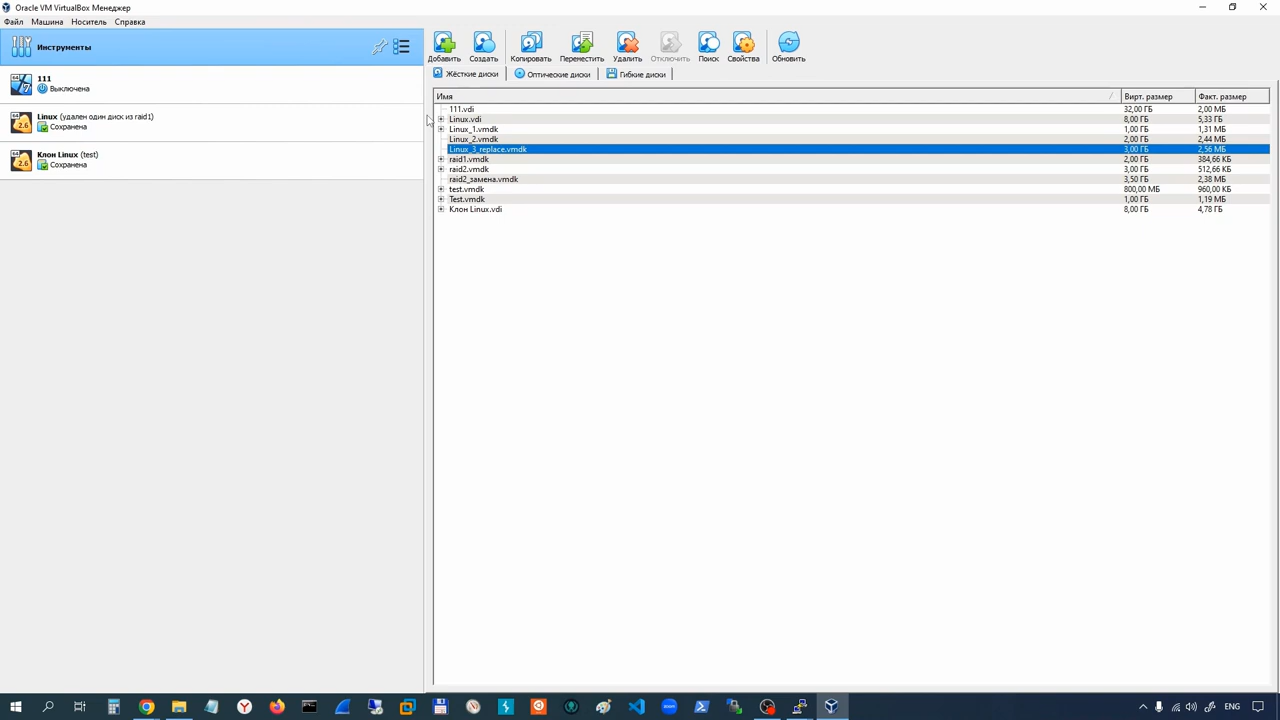 Oracle VM VirtualBox Менеджер
Файл Машина Носитель Справка
Инструменты
111
Выключена
Linux (удален один диск из raid1)
Сохранена
Клон Linux (test)
Сохранена
Добавить Создать Копировать Переместить Удалить Отключить Поиск Свойства Обновить
Жёсткие диски Оптические диски Гибкие диски
Имя Вирт. размер Факт. размер
111.vdi 32,00 ГБ 2,00 МБ
Linux.vdi 8,00 ГБ 5,33 ГБ
Linux_1.vmdk 1,00 ГБ 1,31 МБ
Linux_2.vmdk 2,00 ГБ 2,44 МБ
Linux_3_replace.vmdk 3,00 ГБ 2,56 МБ
raid1.vmdk 2,00 ГБ 384,66 КБ
raid2.vmdk 3,00 ГБ 512,66 КБ
raid2_замена.vmdk 3,50 ГБ 2,38 МБ
test.vmdk 800,00 МБ 960,00 КБ
Test.vmdk 1,00 ГБ 1,19 МБ
Клон Linux.vdi 8,00 ГБ 4,78 ГБ
ENG